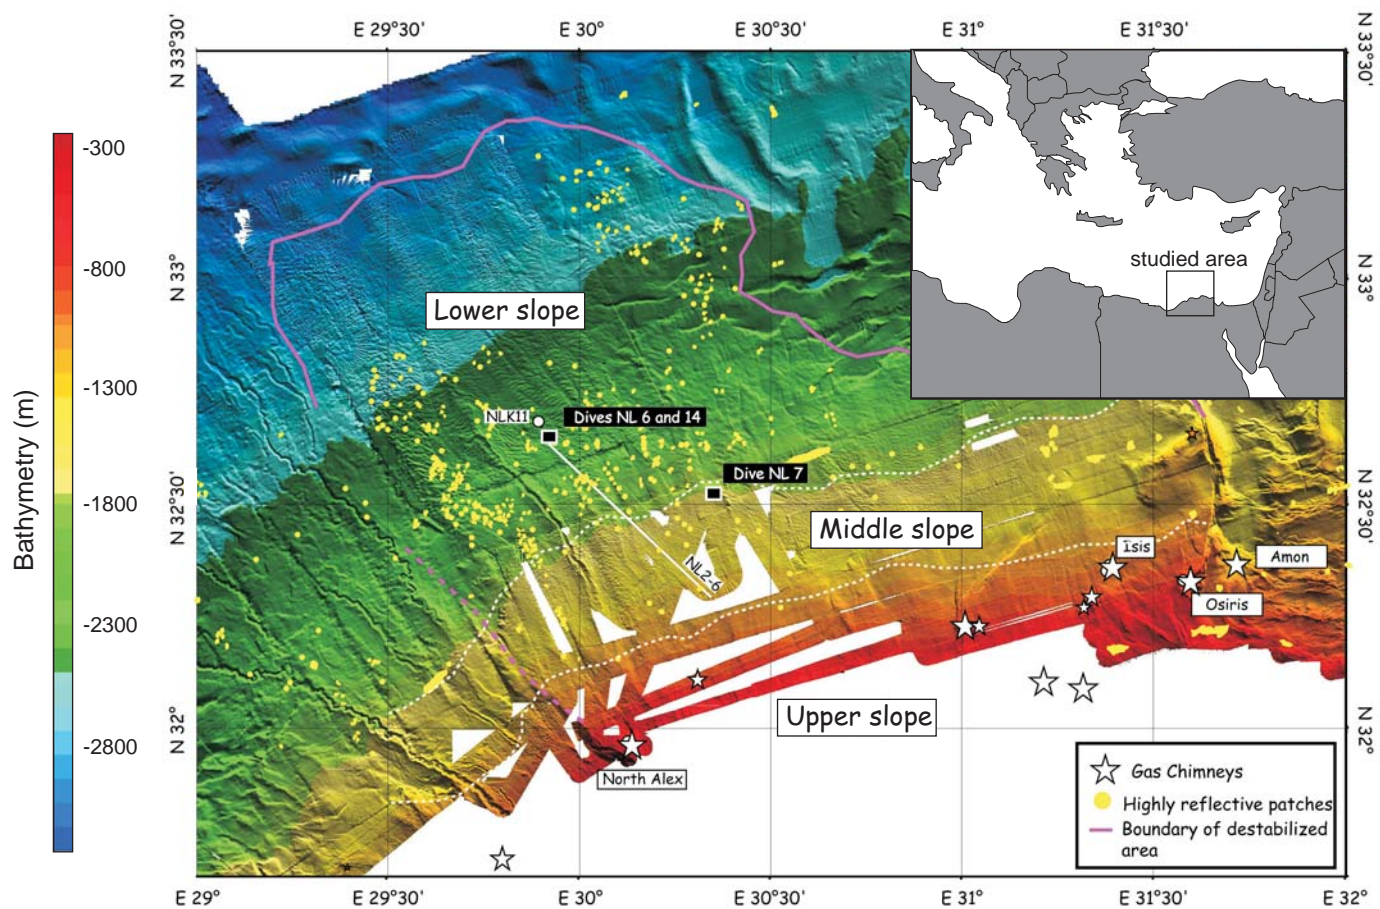 E 29°30'
E 30°
E 30°30'
E 31°
E 31°30'
N 33°30'
N 33°30'
-300
-800
-1300
-1800
-2300
-2800
Bathymetry (m)
studied area
N 33°
N 33°
Lower slope
NLK11
Dives NL 6 and 14
Dive NL 7
N 32°30'
N 32°30'
Middle slope
Isis
Amon
NL2-6
Osiris
Upper slope
N 32°
N 32°
North Alex
Gas Chimneys
Highly reflective patches
Boundary of destabilized
area
E 29°
E 29°30'
E 30°
E 30°30'
E 31°
E 31°30'
E 32°